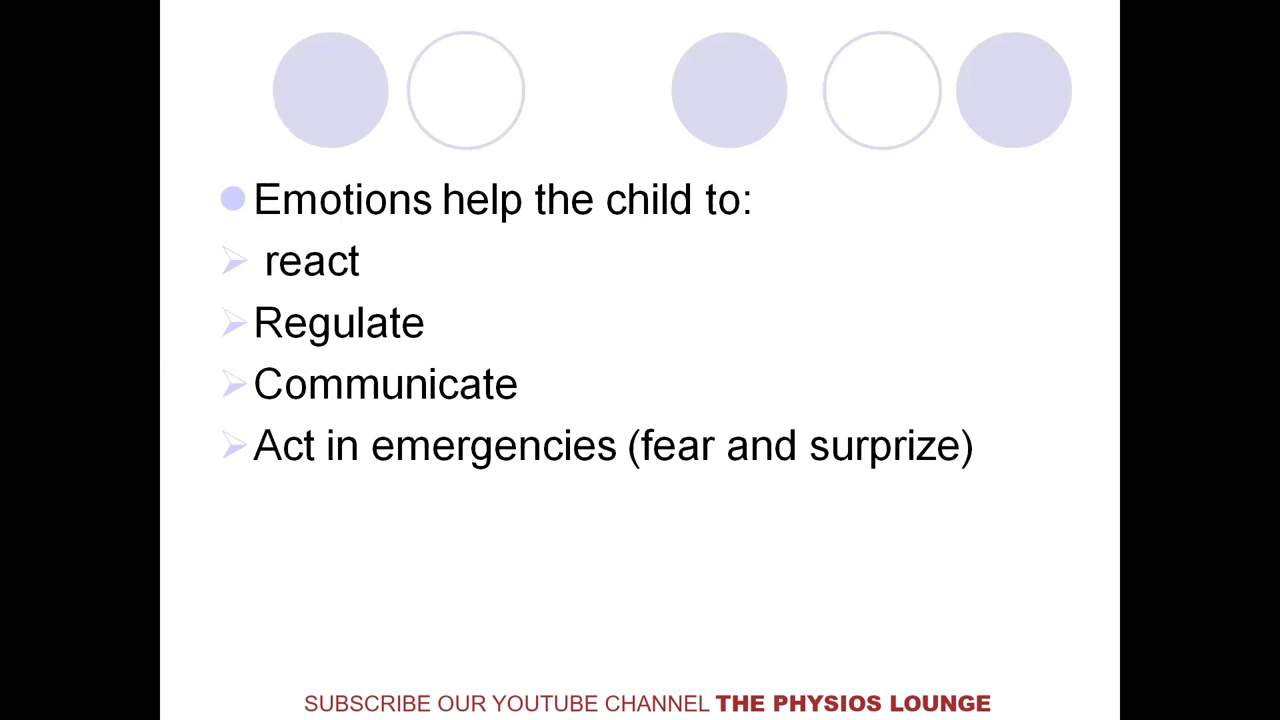 Emotions help the child to:
react
Regulate
Communicate
Act in emergencies (fear and surprize)
SUBSCRIBE OUR YOUTUBE CHANNEL THE PHYSIOS LOUNGE